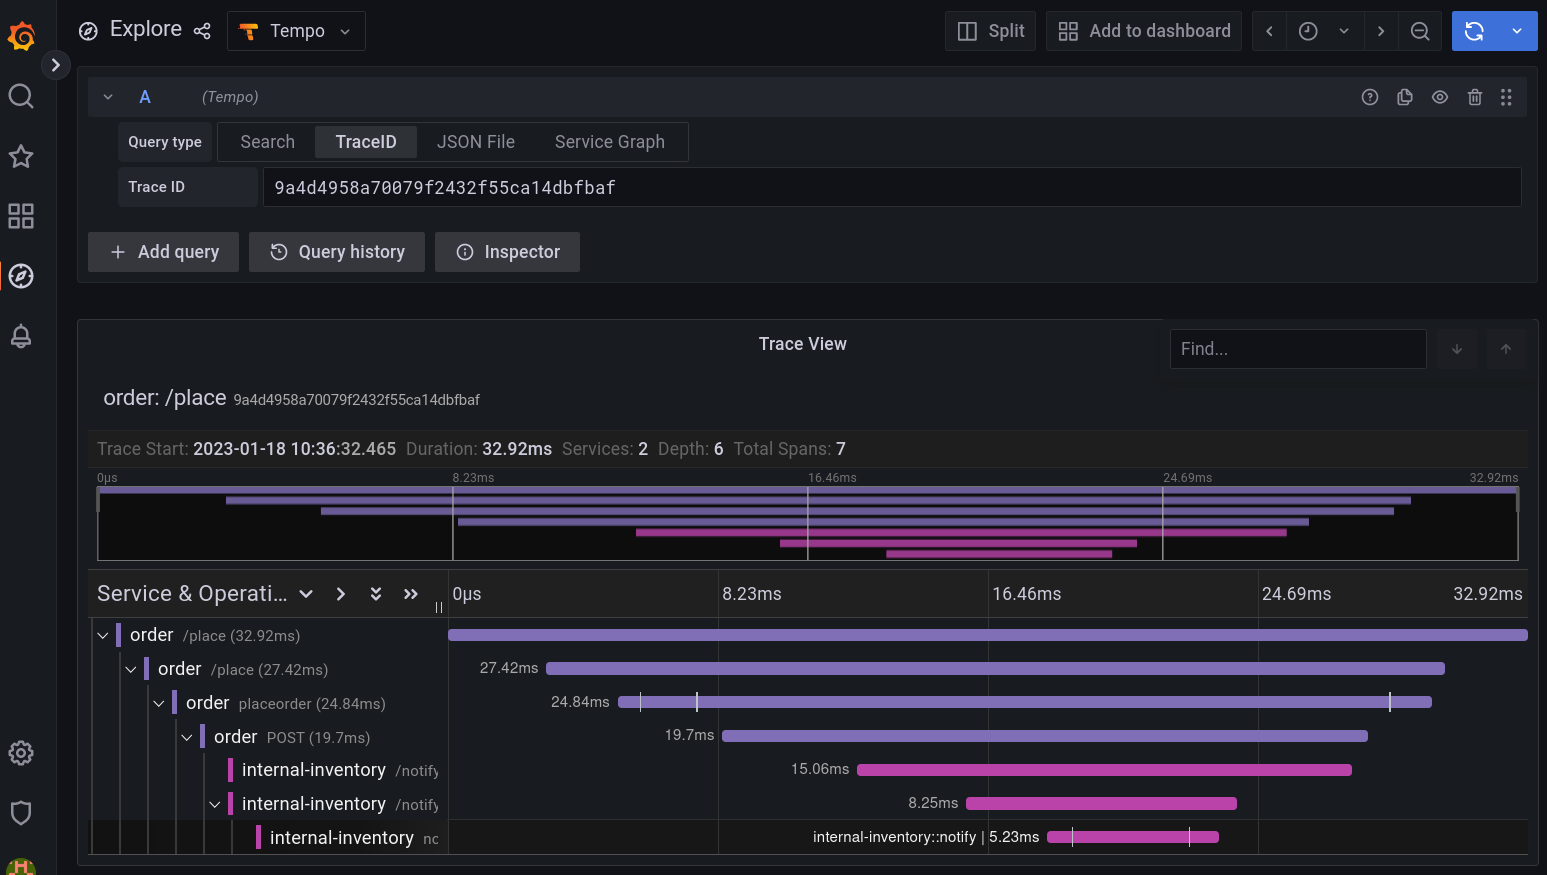 Explore Tempo Split Add to dashboard
A (Tempo)
Query type Search TraceID JSON File Service Graph
Trace ID 9a4d4958a70079f2432f55ca14dbfbaf
Add query Query history Inspector
Trace View Find...
order: /place 9a4d4958a70079f2432f55ca14dbfbaf
Trace Start: 2023-01-18 10:36:32.465 Duration: 32.92ms Services: 2 Depth: 6 Total Spans: 7
0μs 8.23ms 16.46ms 24.69ms 32.92ms
Service & Operati... 0μs 8.23ms 16.46ms 24.69ms 32.92ms
order /place (32.92ms)
order /place (27.42ms) 27.42ms
order placeorder (24.84ms) 24.84ms
order POST (19.7ms) 19.7ms
internal-inventory /notify 15.06ms
internal-inventory /notify 8.25ms
internal-inventory no internal-inventory::notify | 5.23ms